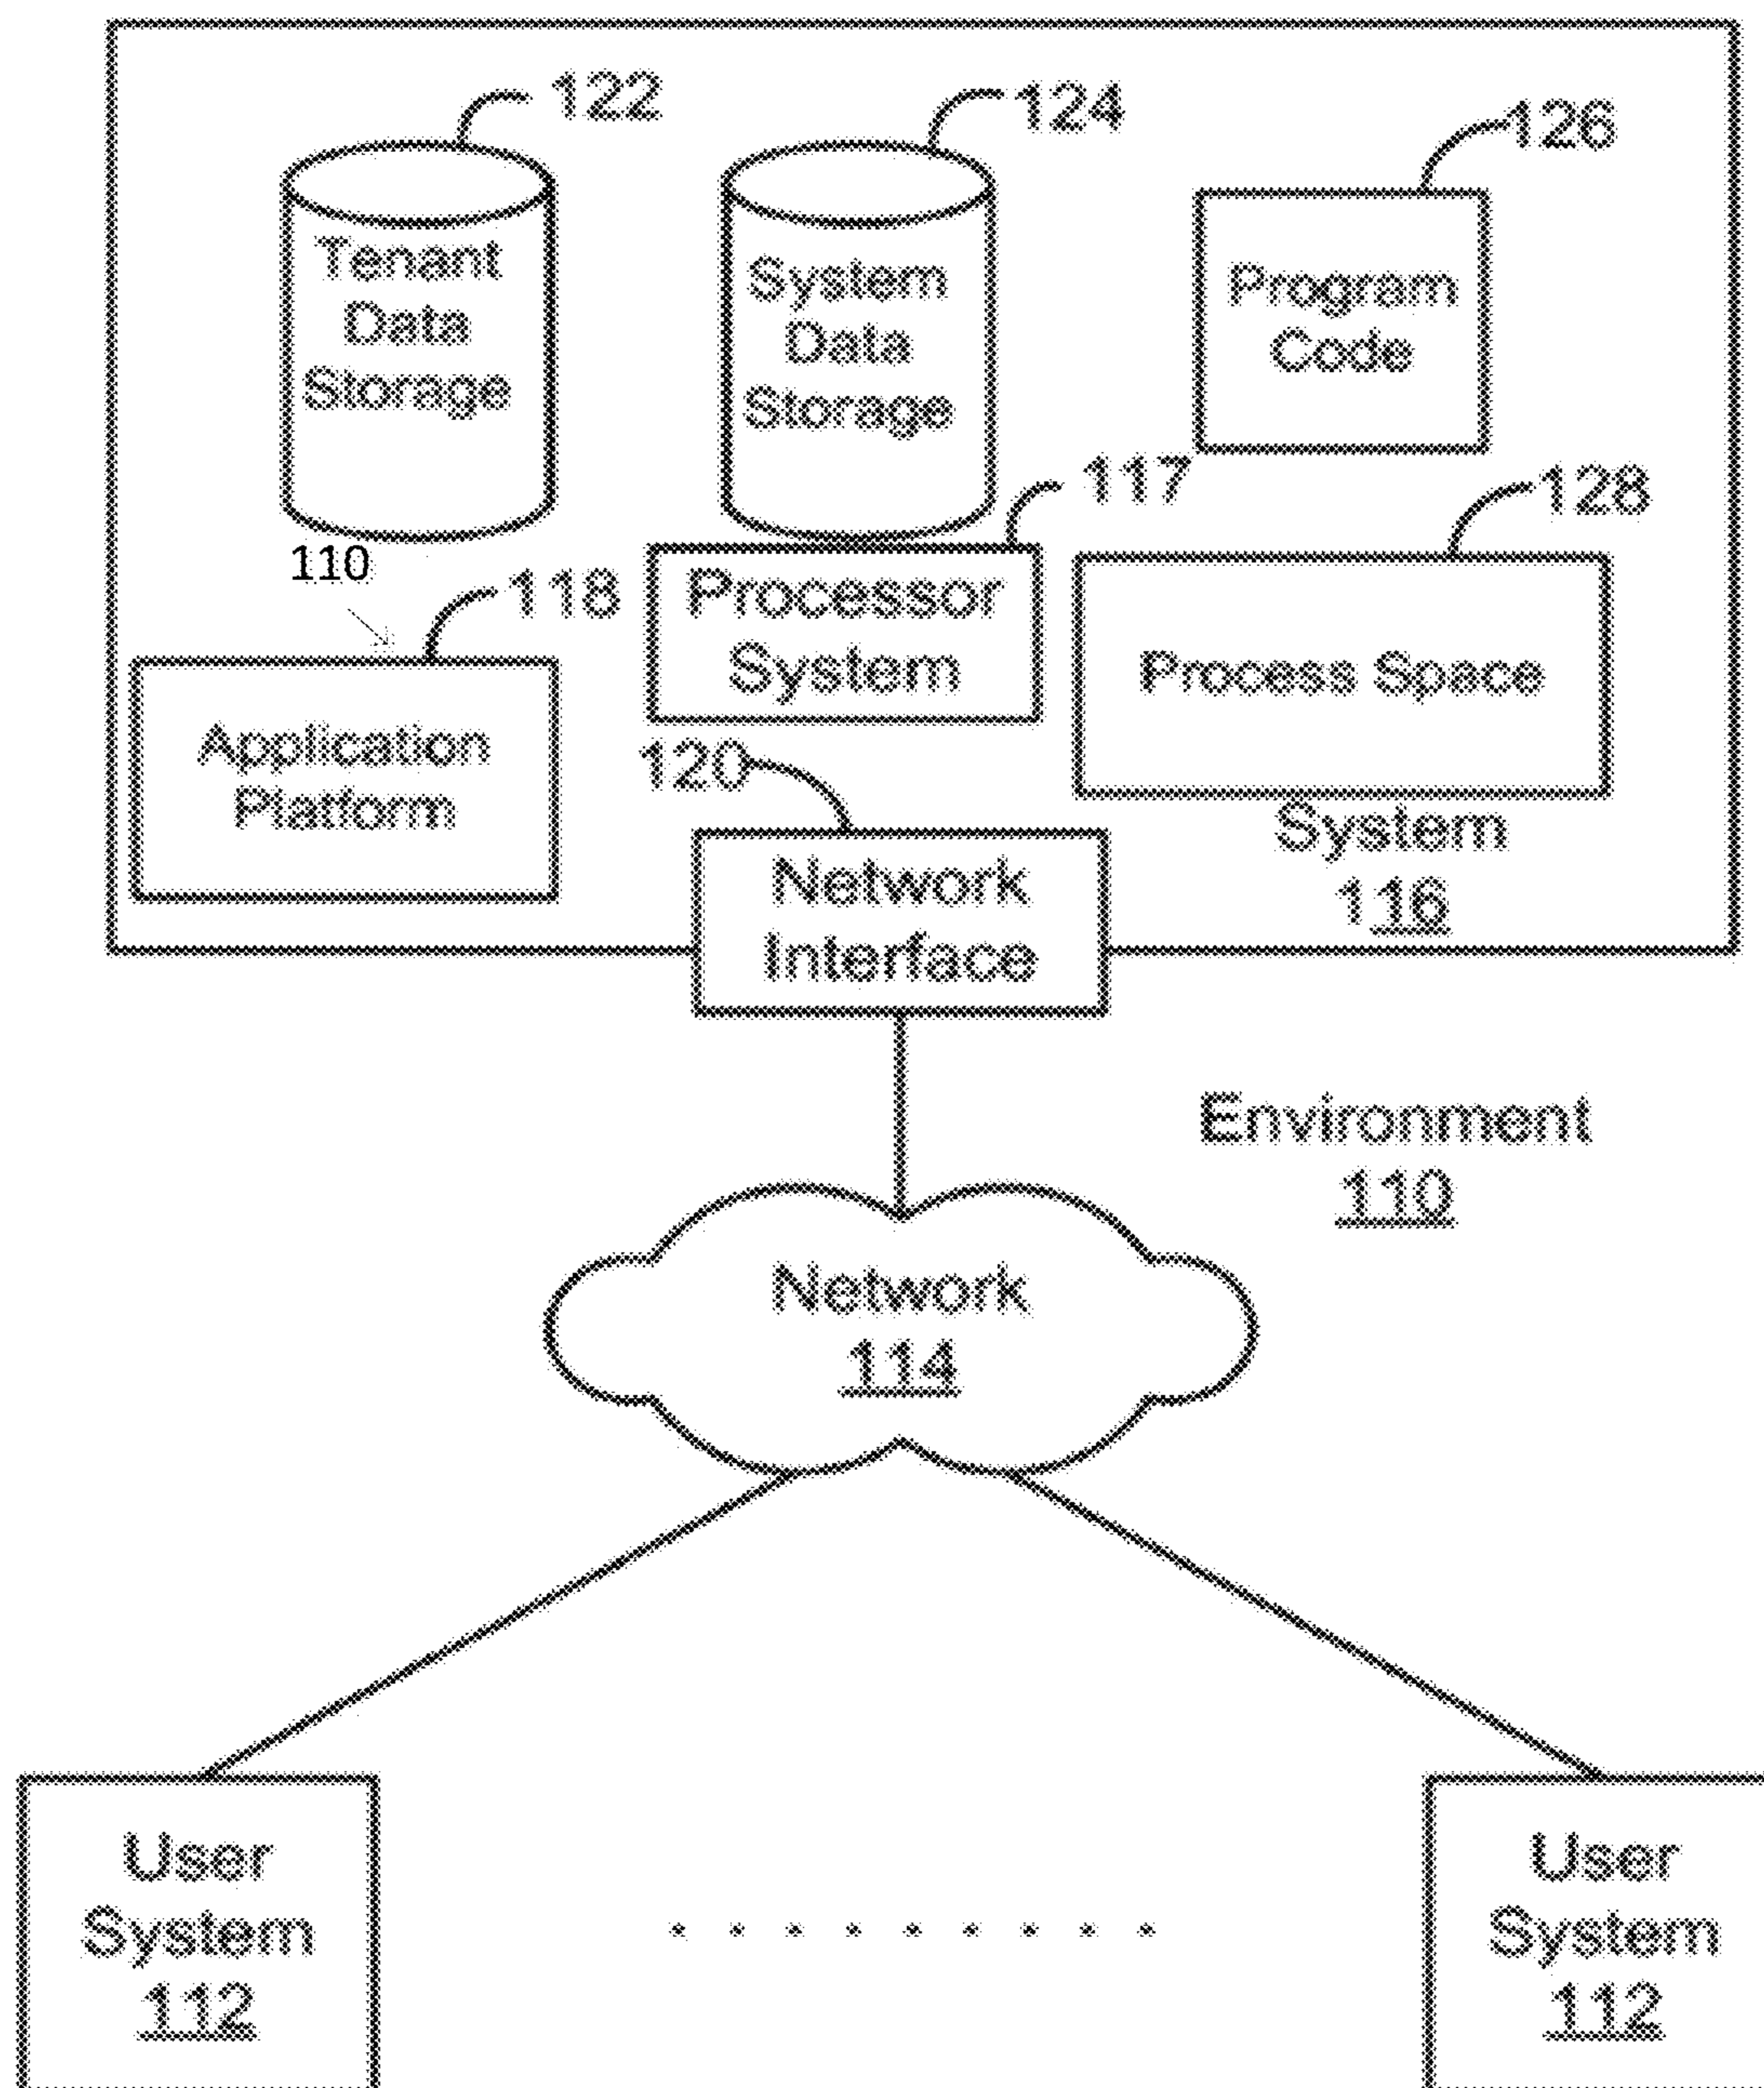 122
124
126
Tenant
Data
Storage
System
Data
Storage
Program
Code
117
128
110
118
Processor
System
Process Space
Application
Platform
120
System
116
Network
Interface
Environment
110
Network
114
User
System
112
. . . . . . . . .
User
System
112